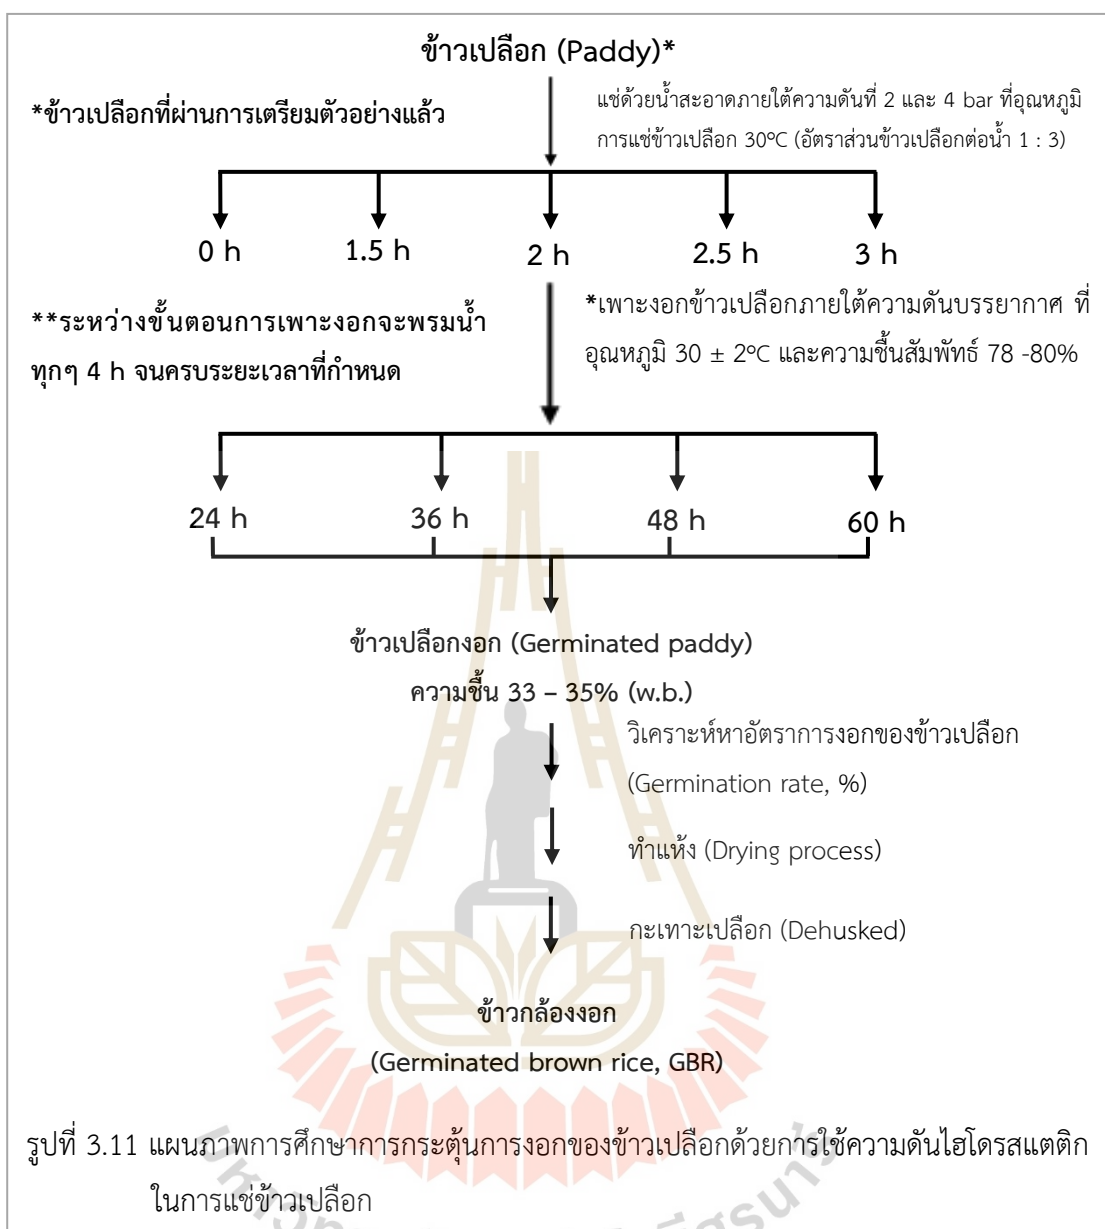 ข้าวเปลือก (Paddy)*
*ข้าวเปลือกที่ผ่านการเตรียมตัวอย่างแล้ว
แช่ด้วยน้ำสะอาดภายใต้ความดันที่ 2 และ 4 bar ที่อุณหภูมิ
การแช่ข้าวเปลือก 30ºC (อัตราส่วนข้าวเปลือกต่อน้ำ 1 : 3)
0 h 1.5 h 2 h 2.5 h 3 h
**ระหว่างขั้นตอนการเพาะงอกจะพรมน้ำ
ทุกๆ 4 h จนครบระยะเวลาที่กำหนด
*เพาะงอกข้าวเปลือกภายใต้ความดันบรรยากาศ ที่
อุณหภูมิ 30 ± 2ºC และความชื้นสัมพัทธ์ 78 -80%
24 h 36 h 48 h 60 h
ข้าวเปลือกงอก (Germinated paddy)
ความชื้น 33 – 35% (w.b.)
วิเคราะห์หาอัตราการงอกของข้าวเปลือก
(Germination rate, %)
ทำแห้ง (Drying process)
กะเทาะเปลือก (Dehusked)
ข้าวกล้องงอก
(Germinated brown rice, GBR)
รูปที่ 3.11 แผนภาพการศึกษาการกระตุ้นการงอกของข้าวเปลือกด้วยการใช้ความดันไฮโดรสแตติก
ในการแช่ข้าวเปลือก